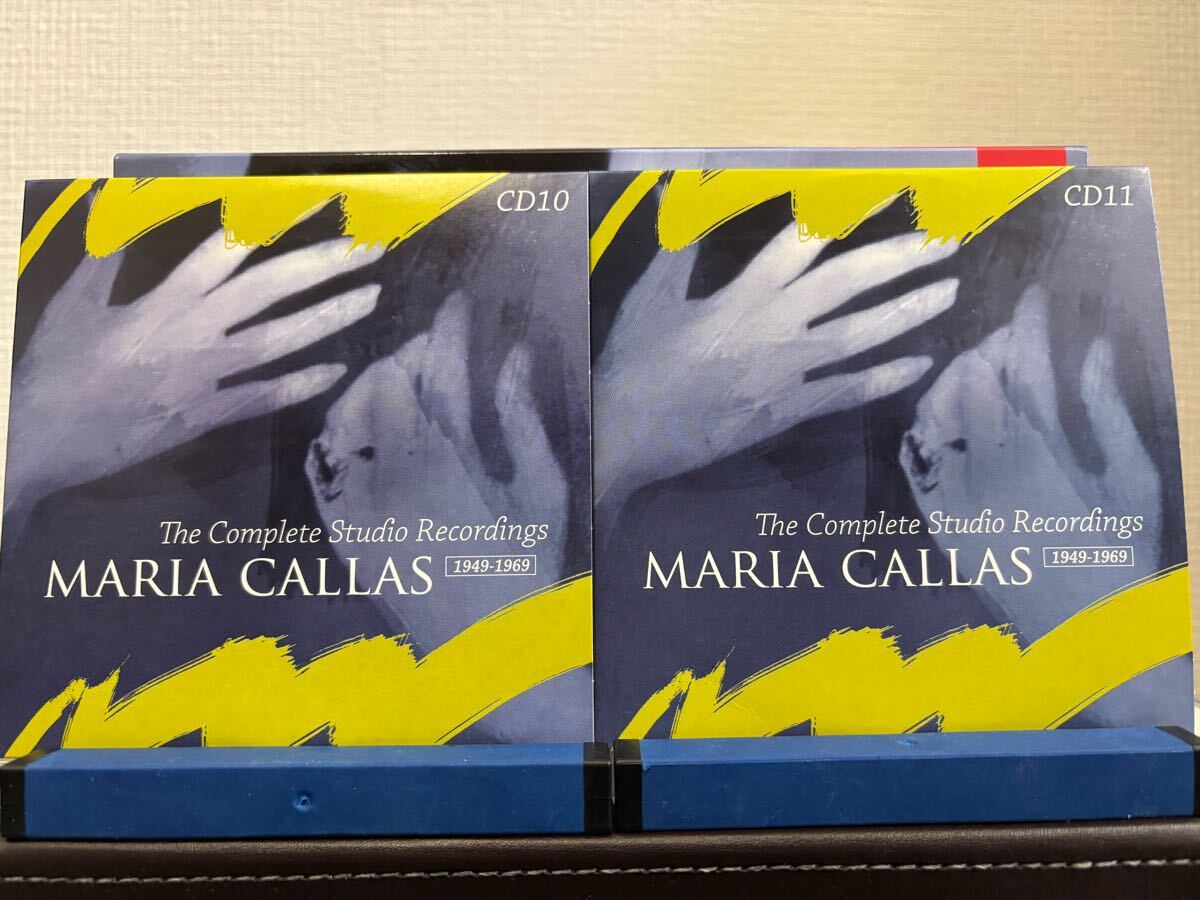 CD10
The Complete Studio Recordings
MARIA CALLAS 1949-1969
CD11
The Complete Studio Recordings
MARIA CALLAS 1949-1969